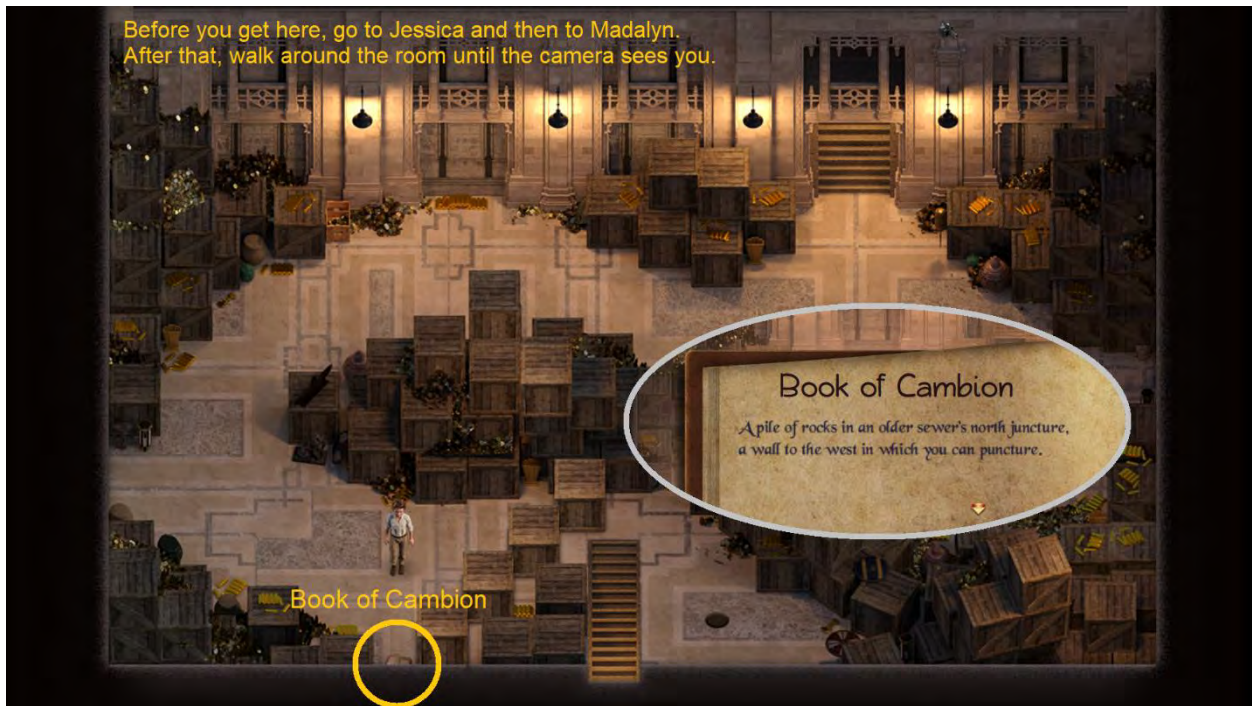 Before you get here, go to Jessica and then to Madalyn.
After that, walk around the room until the camera sees you.
Book of Cambion
A pile of rocks in an older sewer's north juncture,
a wall to the west in which you can puncture.
Book of Cambion